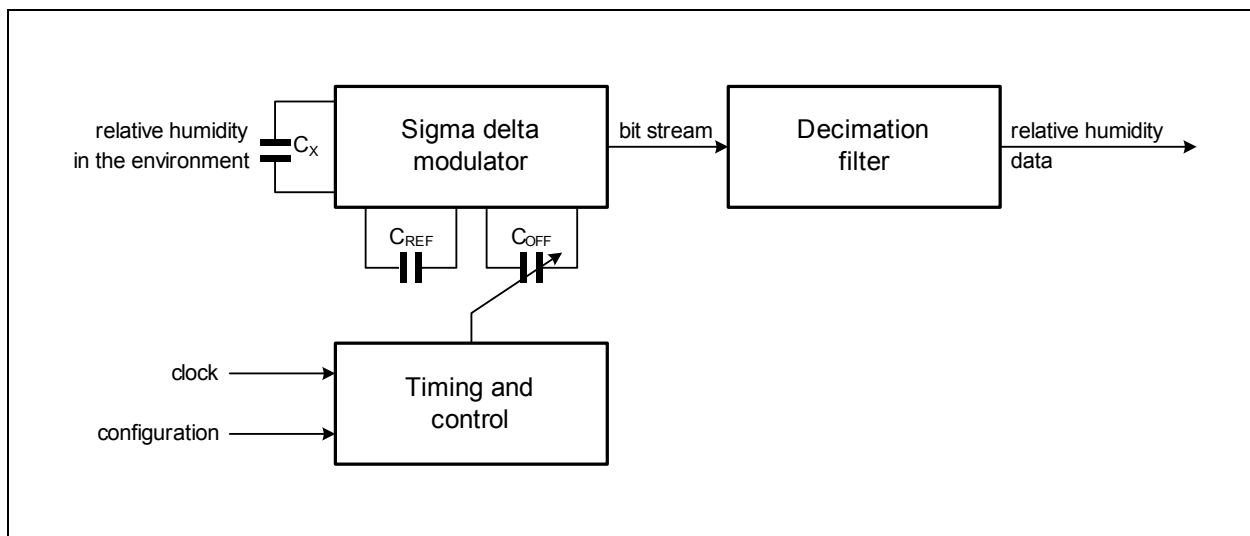 relative humidity
in the environment
CX
Sigma delta
modulator
bit stream
Decimation
filter
relative humidity
data
CREF
COFF
clock
configuration
Timing and
control